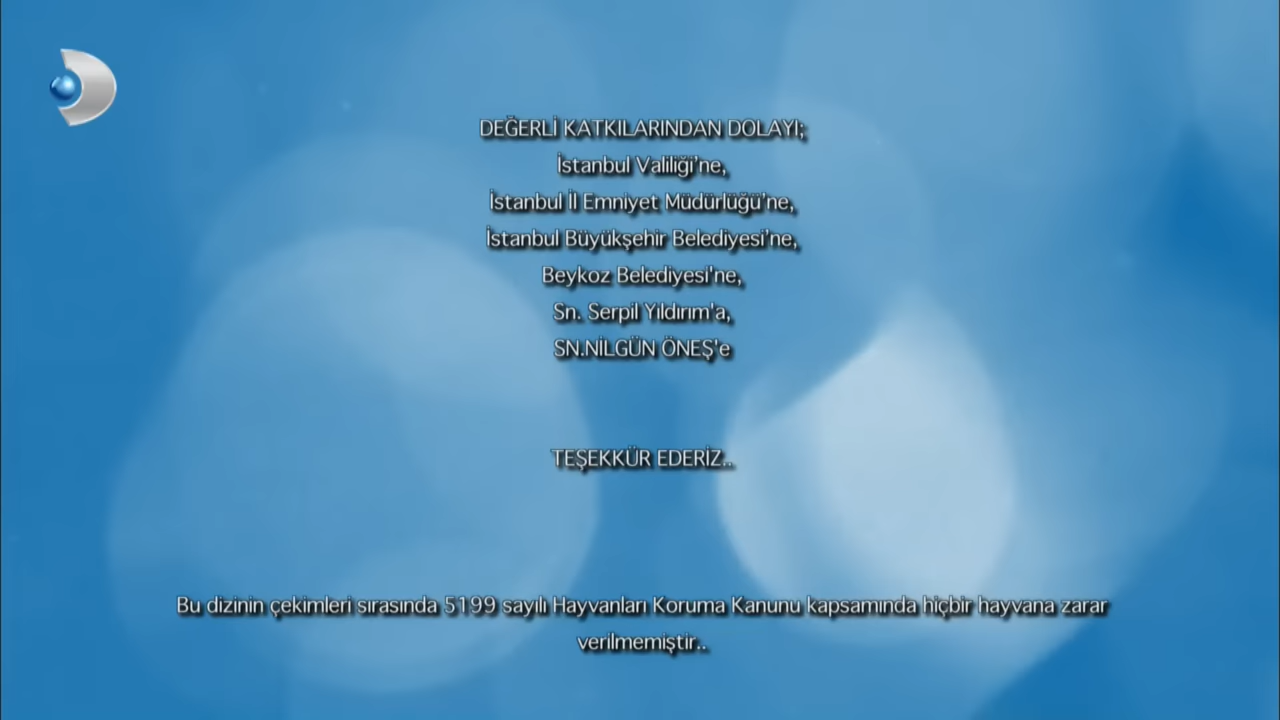 DEĞERLİ KATKILARINDAN DOLAYI;
İstanbul Valiliği'ne,
İstanbul İl Emniyet Müdürlüğü'ne,
İstanbul Büyükşehir Belediyesi'ne,
Beykoz Belediyesi'ne,
Sn. Serpil Yıldırım'a,
SN.NİLGÜN ÖNEŞ'e
TEŞEKKÜR EDERİZ..
Bu dizinin çekimleri sırasında 5199 sayılı Hayvanları Koruma Kanunu kapsamında hiçbir hayvana zarar
verilmemiştir..